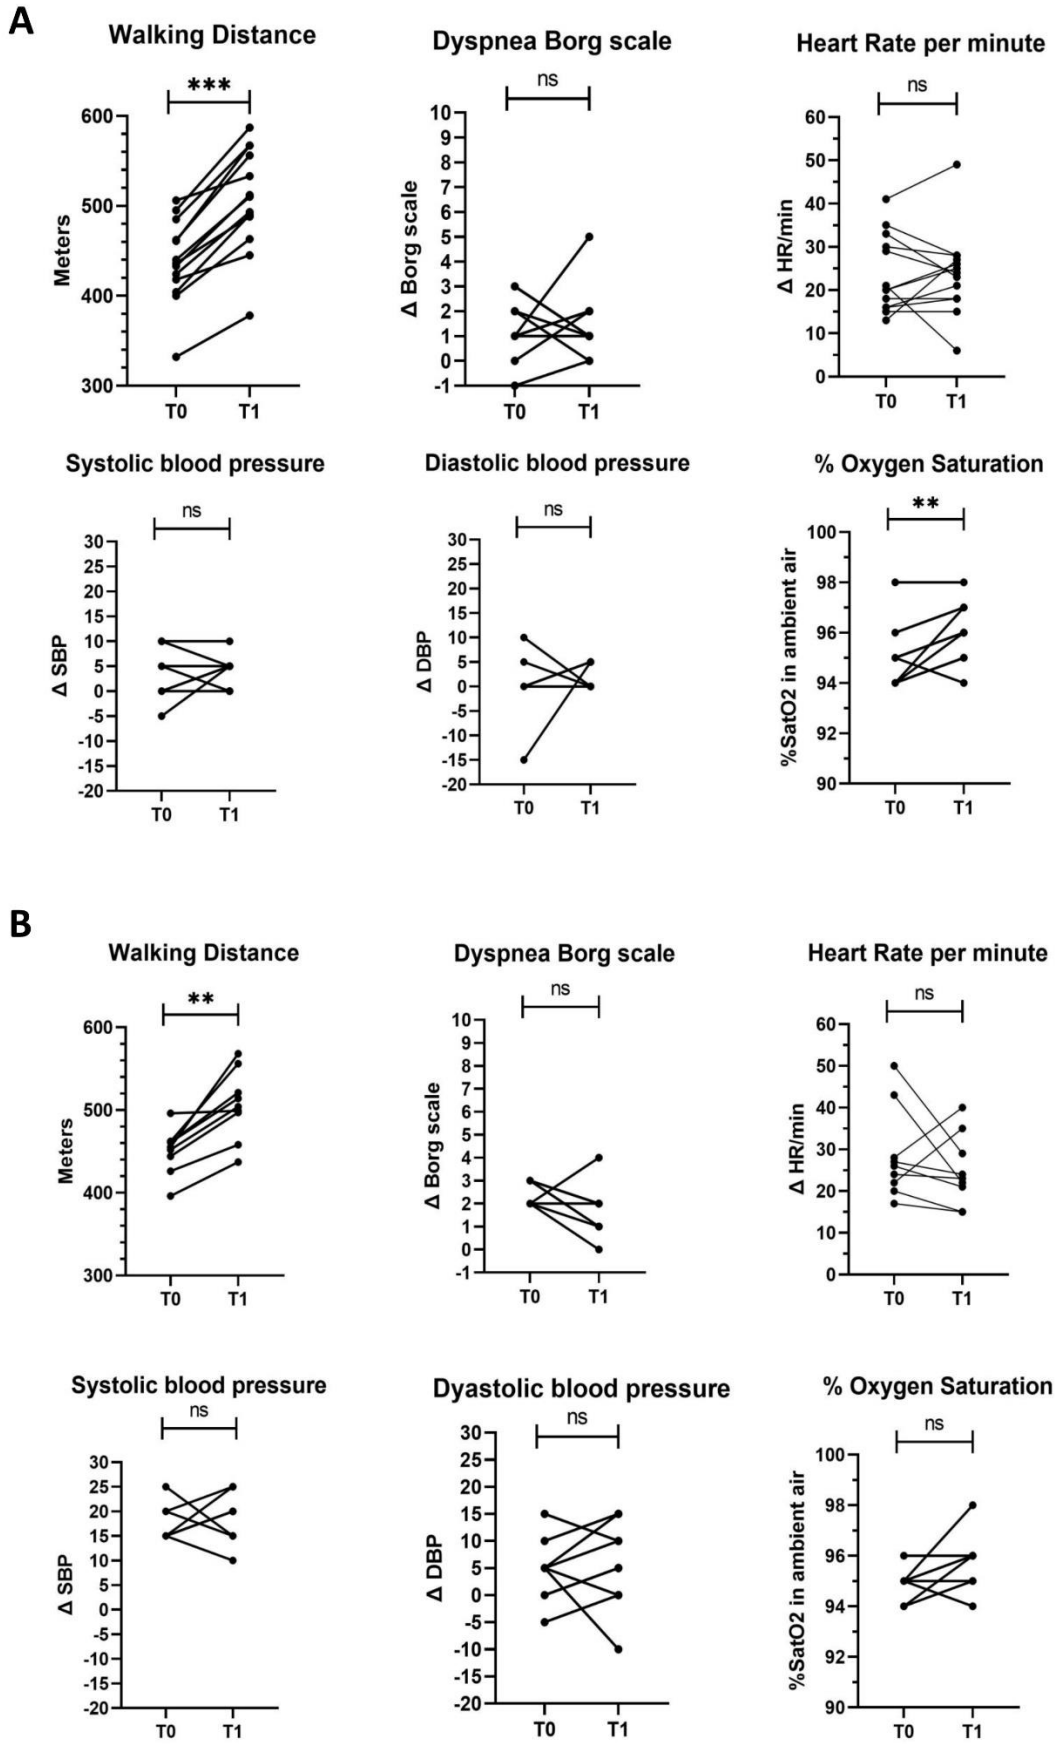 A
Walking Distance
***
600
500
400
300
Meters
T0 T1
Dyspnea Borg scale
ns
10
9
8
7
6
5
4
3
2
1
0
-1
Δ Borg scale
T0 T1
Heart Rate per minute
ns
60
50
40
30
20
10
0
Δ HR/min
T0 T1
Systolic blood pressure
ns
30
25
20
15
10
5
0
-5
-10
-15
-20
Δ SBP
T0 T1
Diastolic blood pressure
ns
30
25
20
15
10
5
0
-5
-10
-15
-20
Δ DBP
T0 T1
% Oxygen Saturation
**
100
98
96
94
92
90
%SatO2 in ambient air
T0 T1
B
Walking Distance
**
600
500
400
300
Meters
T0 T1
Dyspnea Borg scale
ns
10
9
8
7
6
5
4
3
2
1
0
-1
Δ Borg scale
T0 T1
Heart Rate per minute
ns
60
50
40
30
20
10
0
Δ HR/min
T0 T1
Systolic blood pressure
ns
30
25
20
15
10
5
0
-5
-10
-15
-20
Δ SBP
T0 T1
Dyastolic blood pressure
ns
30
25
20
15
10
5
0
-5
-10
-15
-20
Δ DBP
T0 T1
% Oxygen Saturation
ns
100
98
96
94
92
90
%SatO2 in ambient air
T0 T1